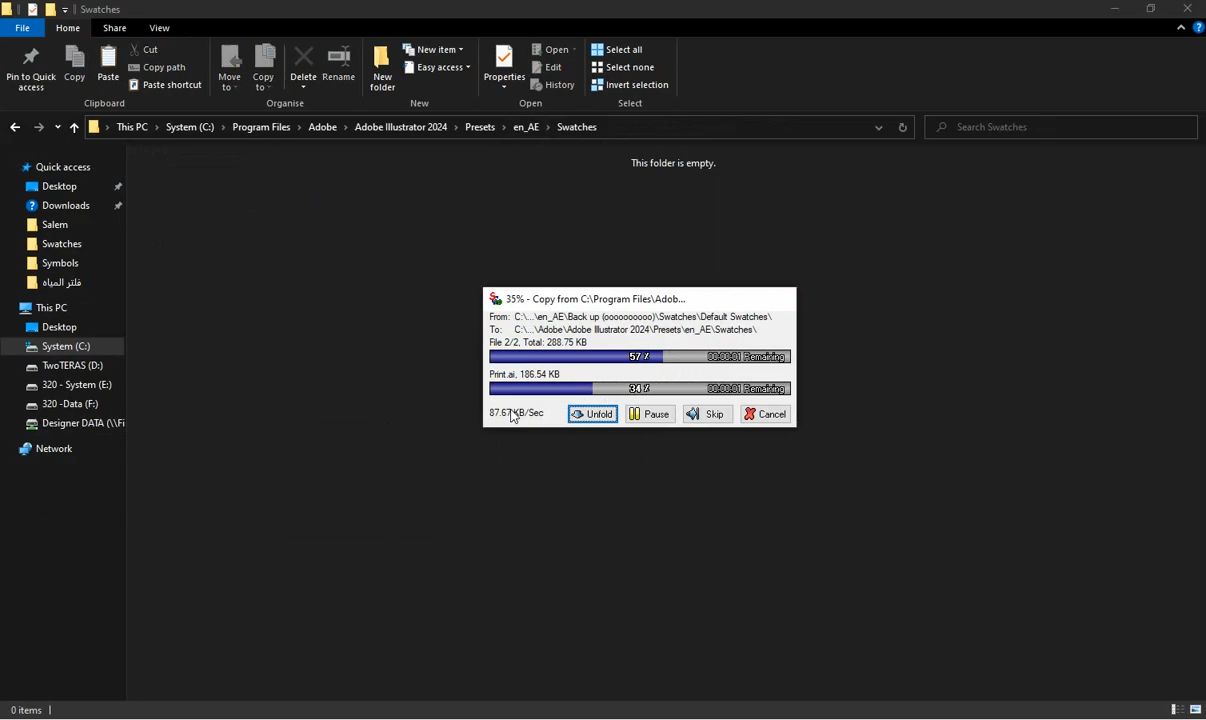 Swatches
File Home Share View
Pin to Quick access
Copy
Paste
Cut
Copy path
Paste shortcut
Clipboard
Move to
Copy to
Delete
Rename
Organise
New folder
New item
Easy access
New
Properties
Open
Edit
History
Open
Select all
Select none
Invert selection
Select
This PC > System (C:) > Program Files > Adobe > Adobe Illustrator 2024 > Presets > en_AE > Swatches
Search Swatches
Quick access
Desktop
Downloads
Salem
Swatches
Symbols
فلتر المياه
This PC
Desktop
System (C:)
TwoTERAS (D:)
320 - System (E:)
320 -Data (F:)
Designer DATA (\\Fi
Network
This folder is empty.
35% - Copy from C:\Program Files\Adob...
From: C:\...\en_AE\Back up (oooooooooo)\Swatches\Default Swatches\
To: C:\...\Adobe\Adobe Illustrator 2024\Presets\en_AE\Swatches\
File 2/2, Total: 288.75 KB
57 % 00:00:01 Remaining
Print.ai, 186.54 KB
34 % 00:00:01 Remaining
87.67 KB/Sec
Unfold Pause Skip Cancel
0 items